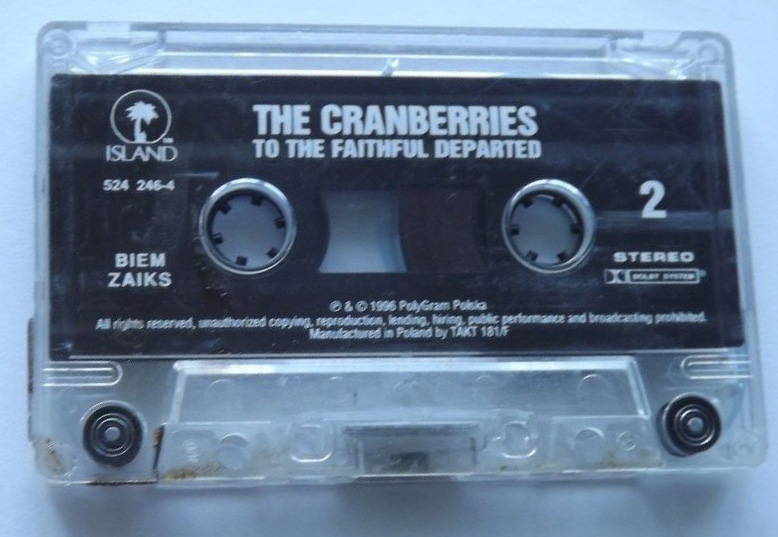 THE CRANBERRIES
TO THE FAITHFUL DEPARTED
ISLAND
TM
524 246-4
2
BIEM
ZAIKS
STEREO
DOLBY SYSTEM®
℗ & © 1996 PolyGram Polska
All rights reserved, unauthorized copying, reproduction, lending, hiring, public performance and broadcasting prohibited.
Manufactured in Poland by TAKT 181/F